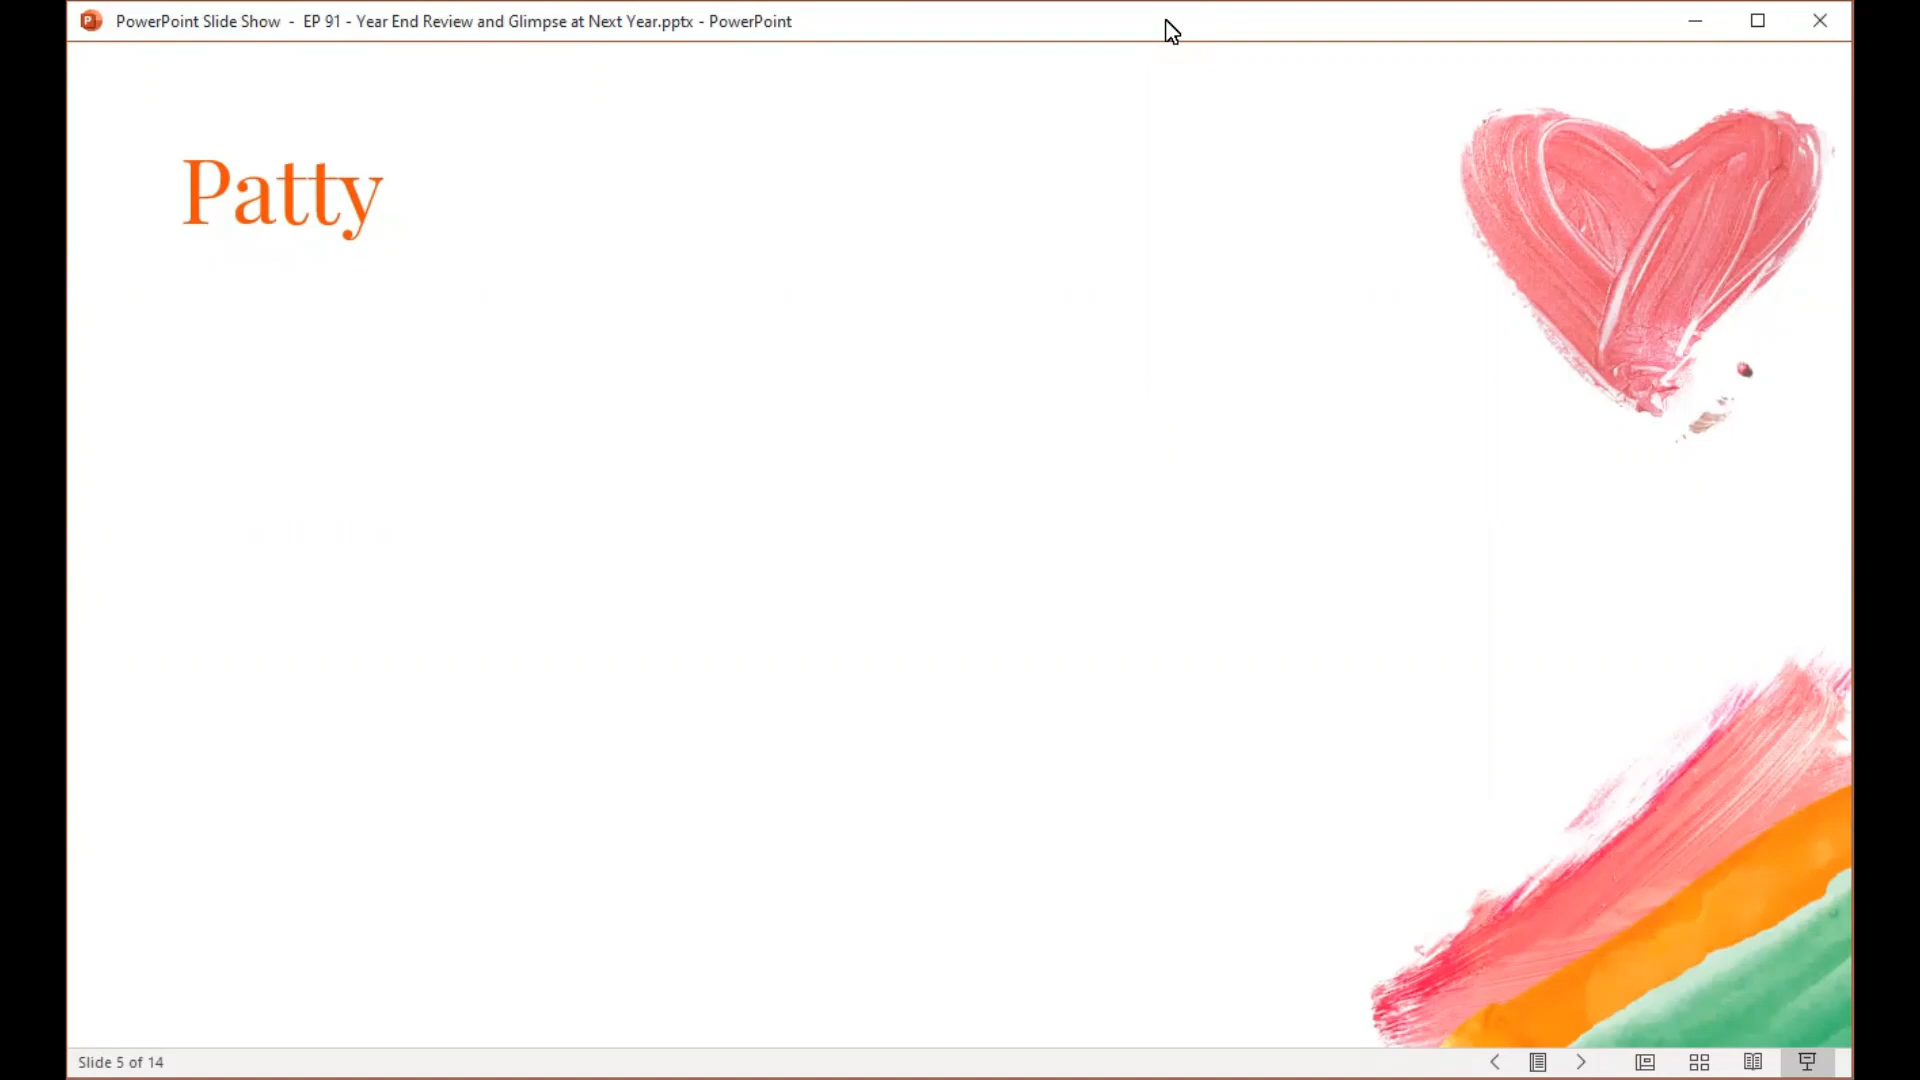 PowerPoint Slide Show - EP 91 - Year End Review and Glimpse at Next Year.pptx - PowerPoint
Patty
Slide 5 of 14